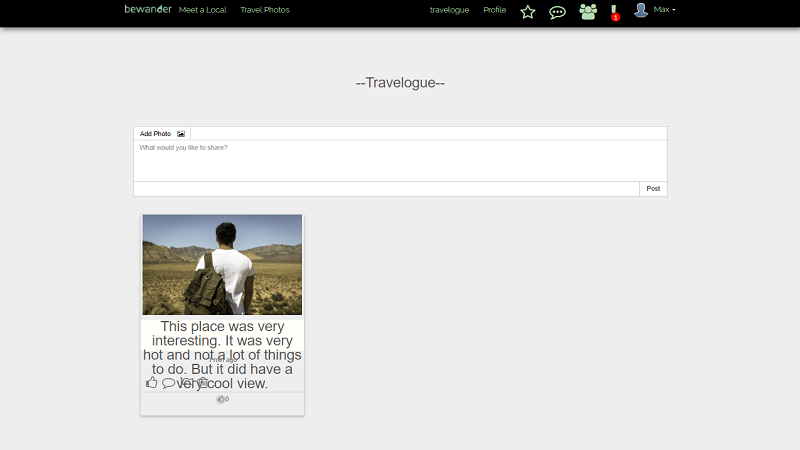 bewander Meet a Local Travel Photos travelogue Profile 1 Max
--Travelogue--
Add Photo
What would you like to share?
Post
This place was very
interesting. It was very
hot and not a lot of things
to do. But it did have a
very cool view.
1 min ago
0